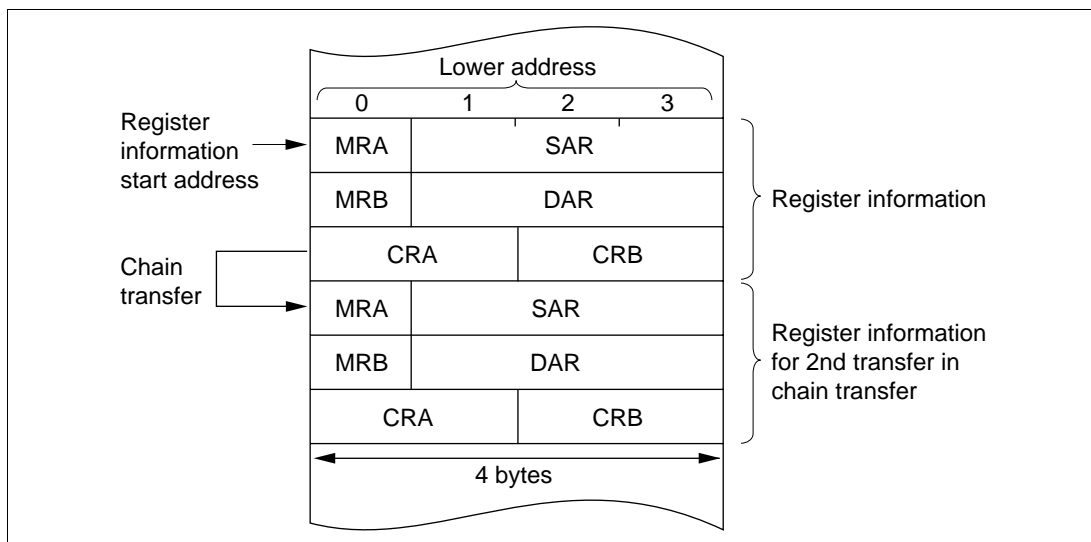 Lower address
0 1 2 3
Register
information
start address
MRA SAR
MRB DAR
CRA CRB
Register information
Chain
transfer
MRA SAR
MRB DAR
CRA CRB
Register information
for 2nd transfer in
chain transfer
4 bytes